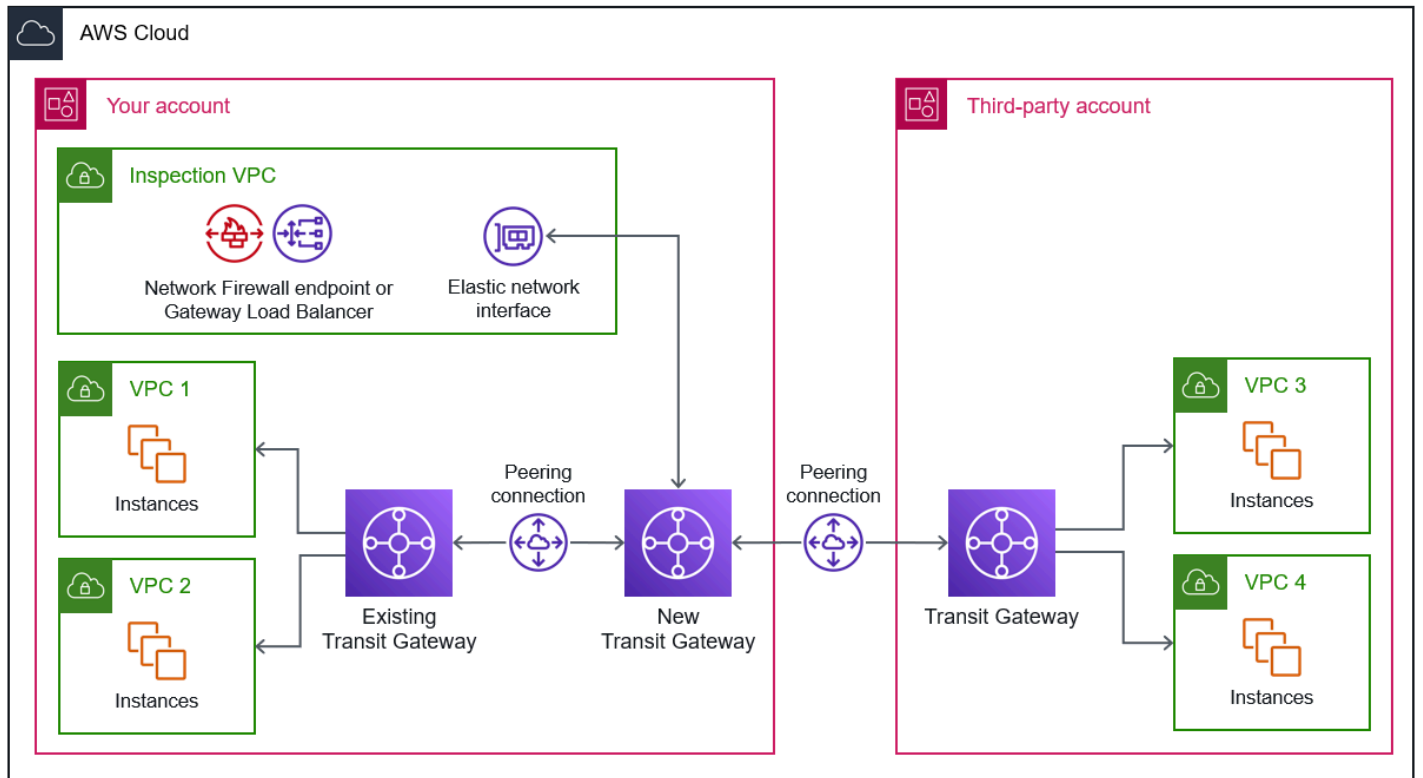 AWS Cloud
Your account
Third-party account
Inspection VPC
Network Firewall endpoint or
Gateway Load Balancer
Elastic network
interface
VPC 1
Instances
VPC 2
Instances
Existing
Transit Gateway
Peering
connection
New
Transit Gateway
Peering
connection
Transit Gateway
VPC 3
Instances
VPC 4
Instances